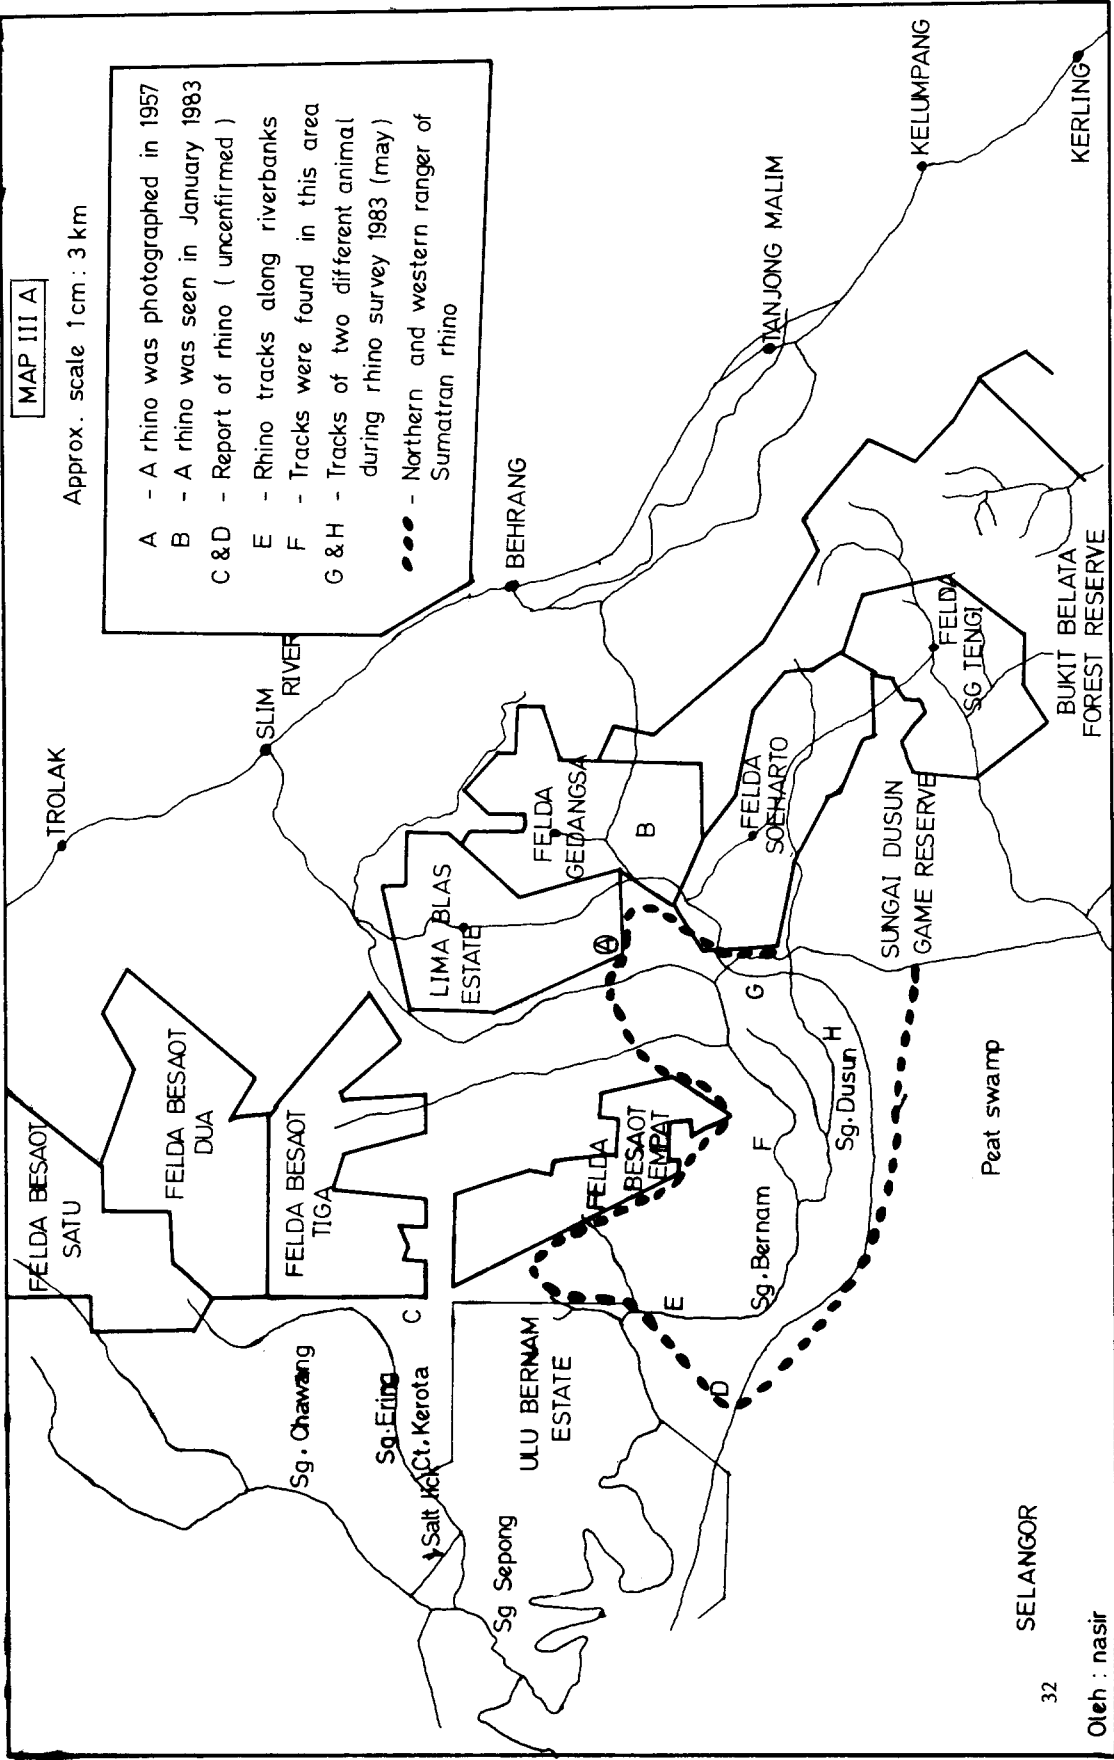 MAP III A
Approx. scale 1cm : 3 km
A - A rhino was photographed in 1957
B - A rhino was seen in January 1983
C & D - Report of rhino ( uncenfirmed )
E - Rhino tracks along riverbanks
F - Tracks were found in this area
G & H - Tracks of two different animal
during rhino survey 1983 (may)
- Northern and western ranger of
Sumatran rhino
TROLAK
SLIM
RIVER
BEHRANG
TANJONG MALIM
KELUMPANG
KERLING
FELDA BESAOT
SATU
FELDA BESAOT
DUA
FELDA BESAOT
TIGA
LIMA BLAS
ESTATE
FELDA
GEDANGSA
B
A
FELDA
SOEHARTO
FELDA
SG TENGI
BUKIT BELATA
FOREST RESERVE
SUNGAI DUSUN
GAME RESERVE
FELDA
BESAOT
EMPAT
G
H
F
Sg. Dusun
Sg. Bernam
E
D
C
Peat swamp
Sg. Chawang
Sg. Ering
Ct. Kerota
Salt lick
ULU BERNAM
ESTATE
Sg Sepong
SELANGOR
32
Oleh : nasir